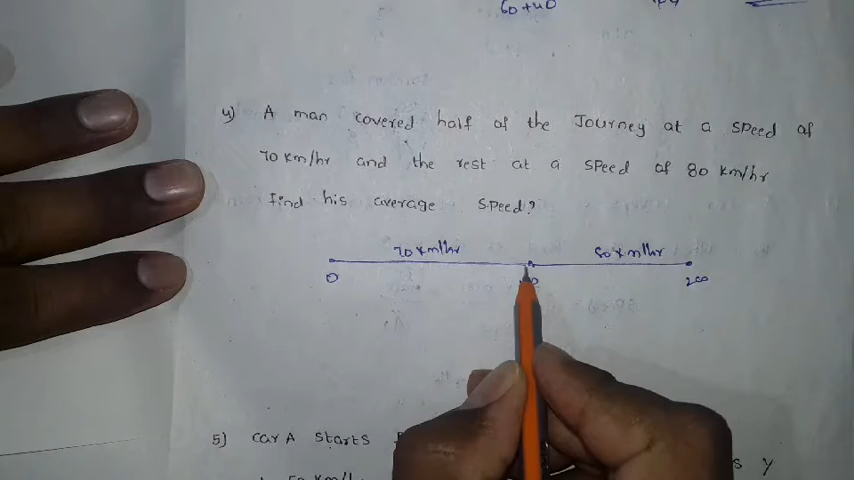 60+40
4) A man covered half of the Journey at a speed of
70 km/hr and the rest at a speed of 80 km/hr
Find his average speed?
70 km/hr 80 km/hr
0 200
5) car A starts